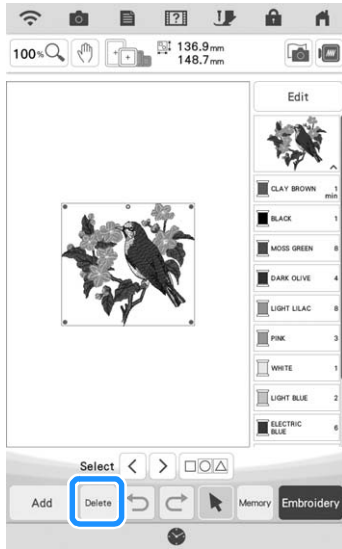 100%
136.9mm
148.7mm
Edit
CLAY BROWN 1
min
BLACK 1
MOSS GREEN 8
DARK OLIVE 4
LIGHT LILAC 8
PINK 3
WHITE 1
LIGHT BLUE 2
ELECTRIC
BLUE 6
Select
Add Delete Memory Embroidery